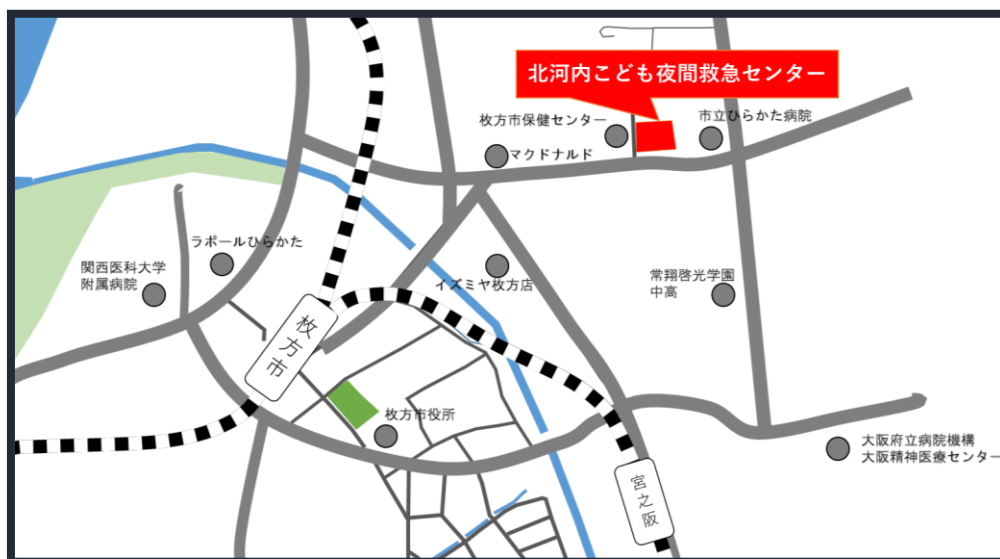 北河内こども夜間救急センター
枚方市保健センター
市立ひらかた病院
マクドナルド
ラポールひらかた
関西医科大学
附属病院
イズミヤ枚方店
常翔啓光学園
中高
枚方市
枚方市役所
大阪府立病院機構
大阪精神医療センター
宮之阪